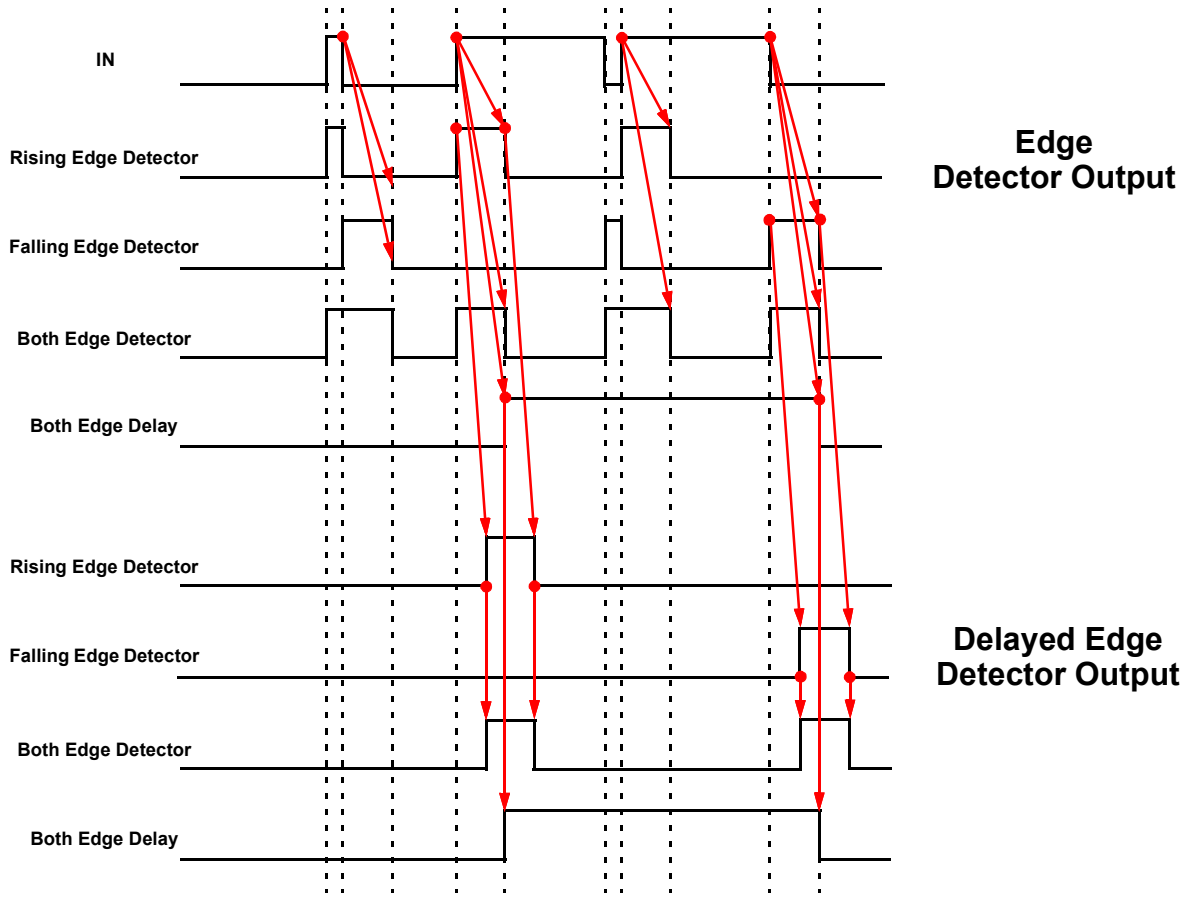 IN
Rising Edge Detector
Falling Edge Detector
Both Edge Detector
Both Edge Delay
Edge
Detector Output
Rising Edge Detector
Falling Edge Detector
Both Edge Detector
Both Edge Delay
Delayed Edge
Detector Output